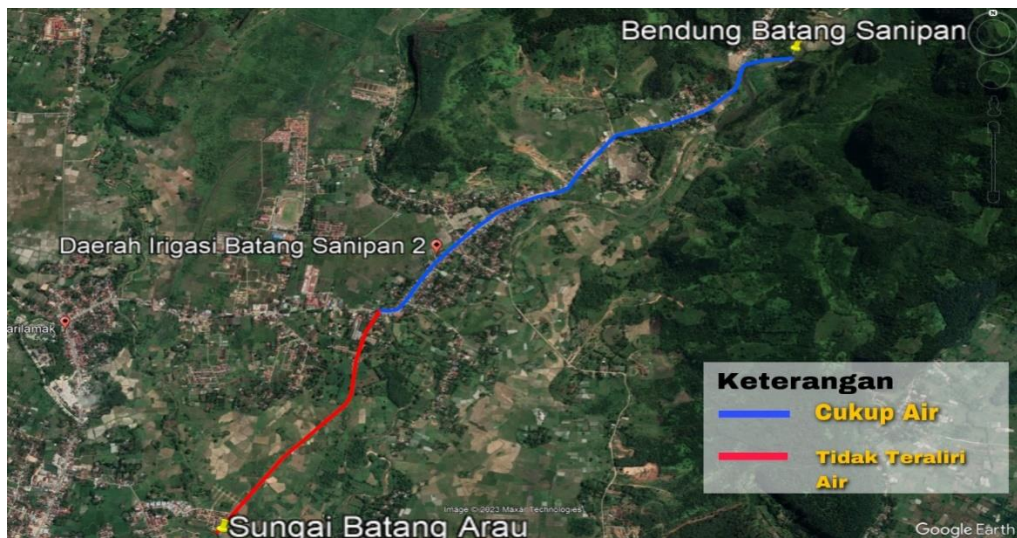 Bendung Batang Sanipan
Daerah Irigasi Batang Sanipan 2
arilamak
Keterangan
Cukup Air
Tidak Teraliri
Air
Image © 2023 Maxar Technologies
Sungai Batang Arau
Google Earth